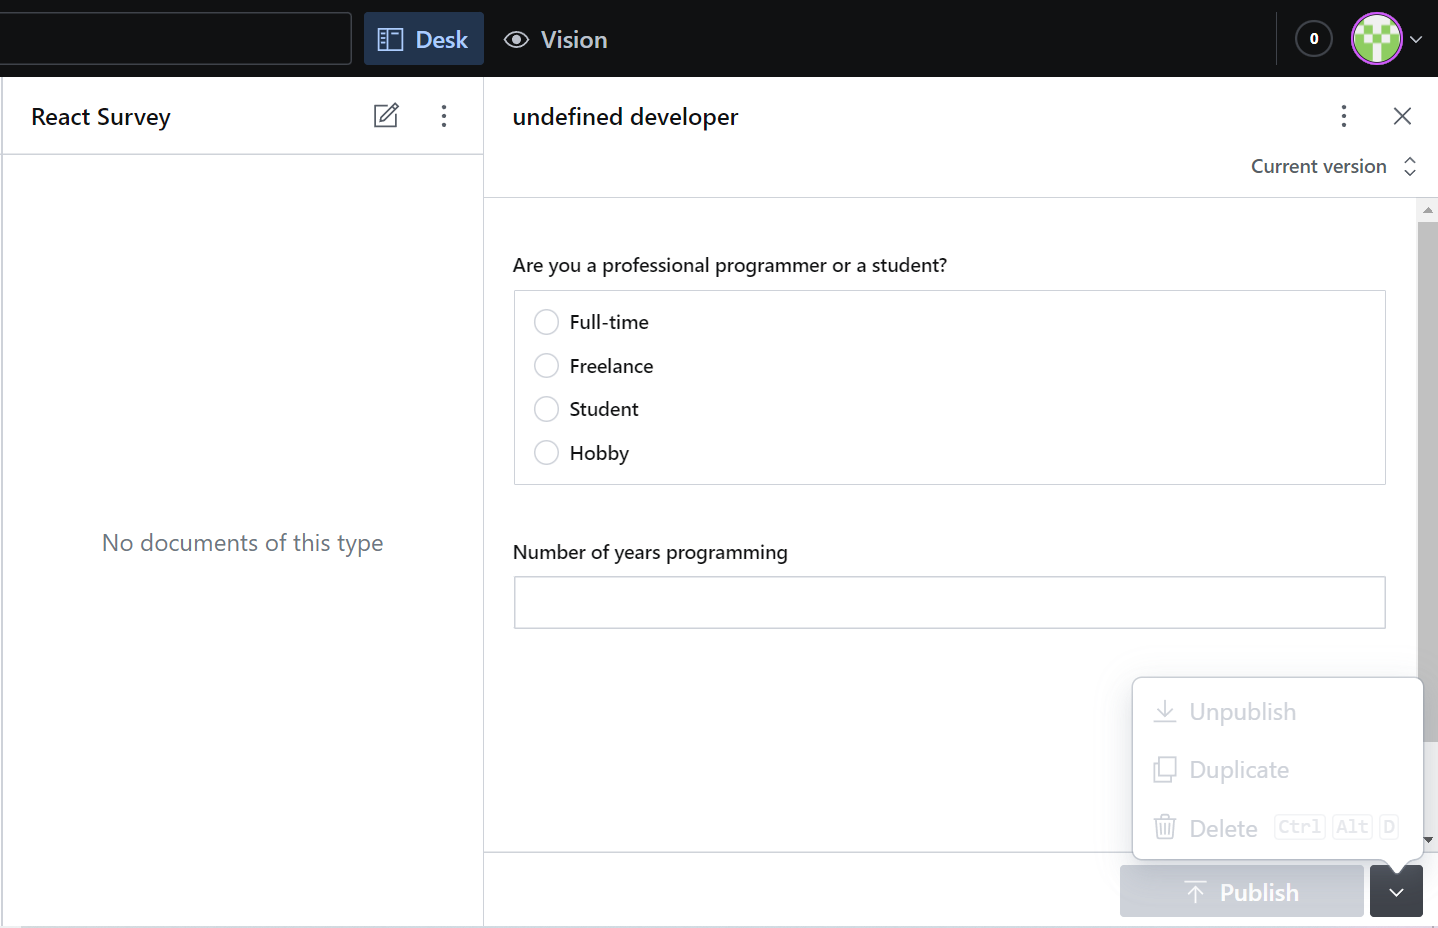 Desk
Vision
0
React Survey
undefined developer
Current version
Are you a professional programmer or a student?
Full-time
Freelance
Student
Hobby
No documents of this type
Number of years programming
Unpublish
Duplicate
Delete Ctrl Alt D
Publish